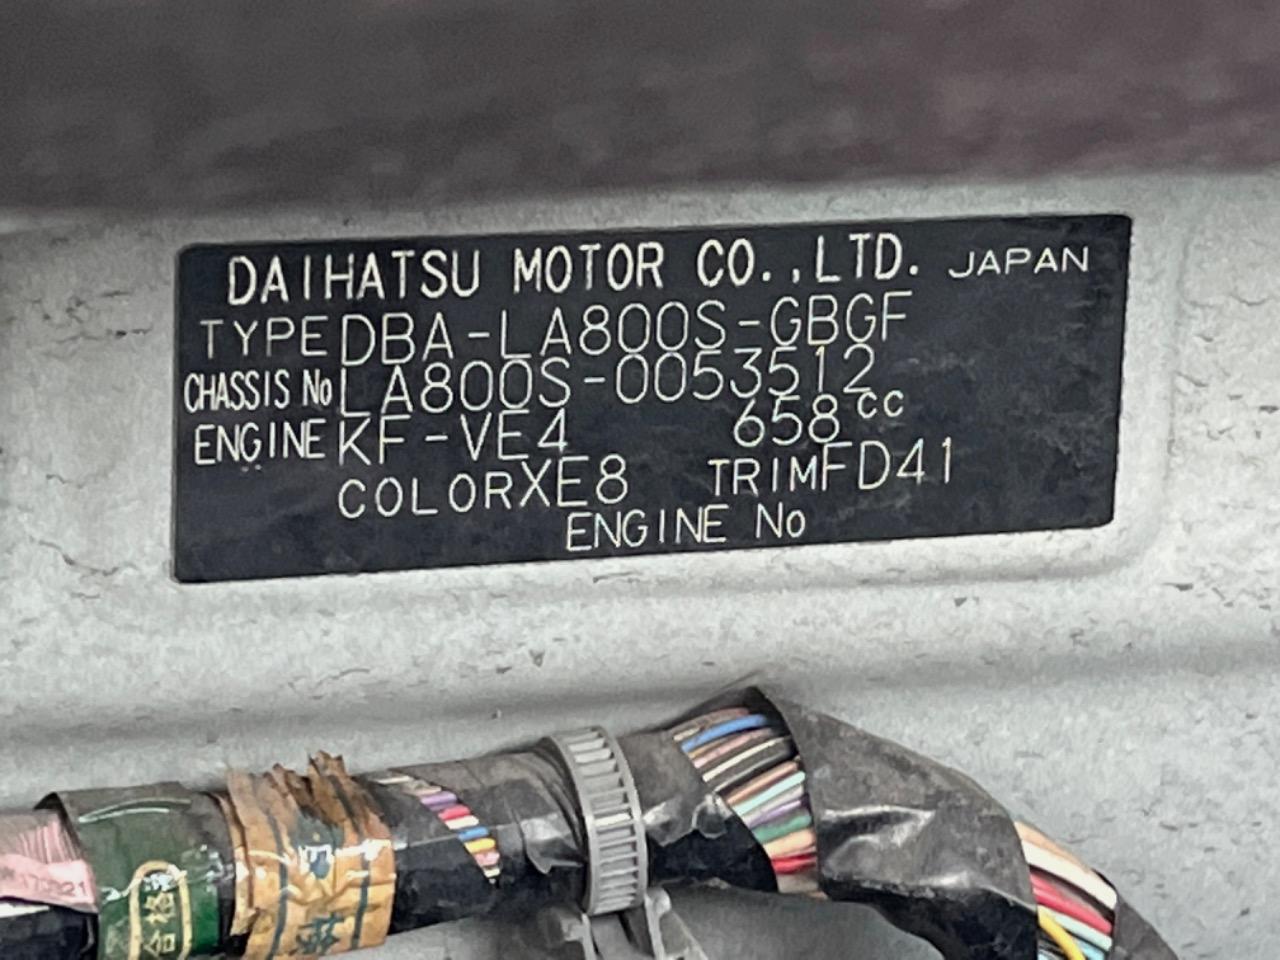 DAIHATSU MOTOR CO.,LTD. JAPAN
TYPE DBA-LA800S-GBGF
CHASSIS No LA800S-0053512
ENGINE KF-VE4 658cc
COLOR XE8 TRIM FD41
ENGINE No